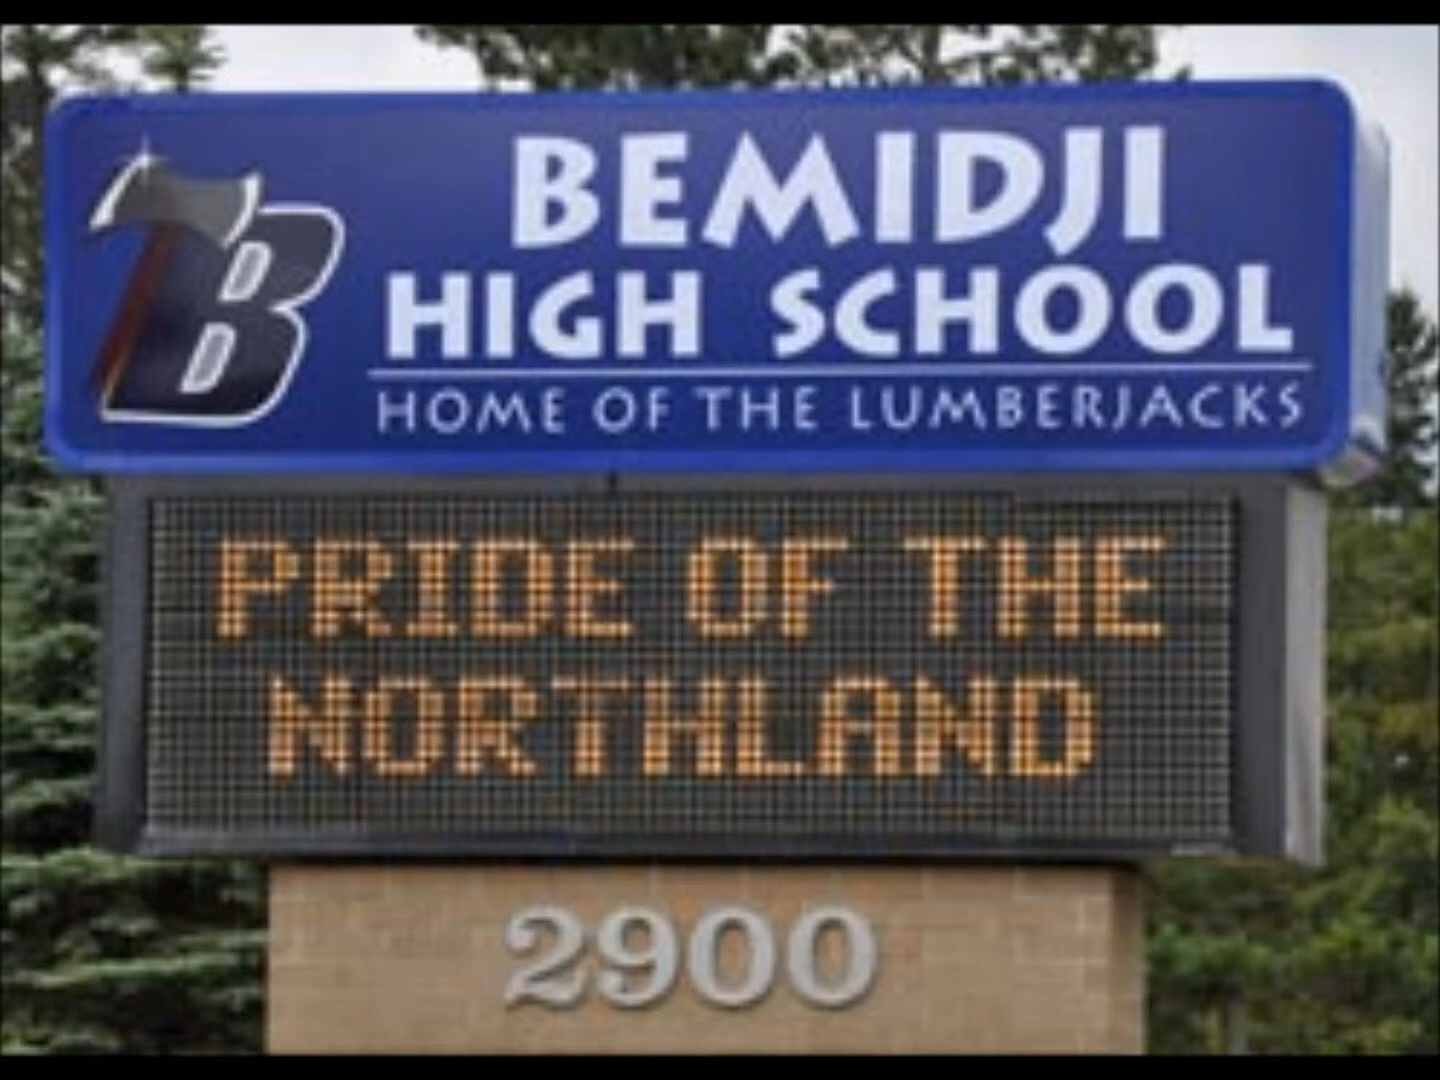 B
BEMIDJI
HIGH SCHOOL
HOME OF THE LUMBERJACKS
PRIDE OF THE
NORTHLAND
2900